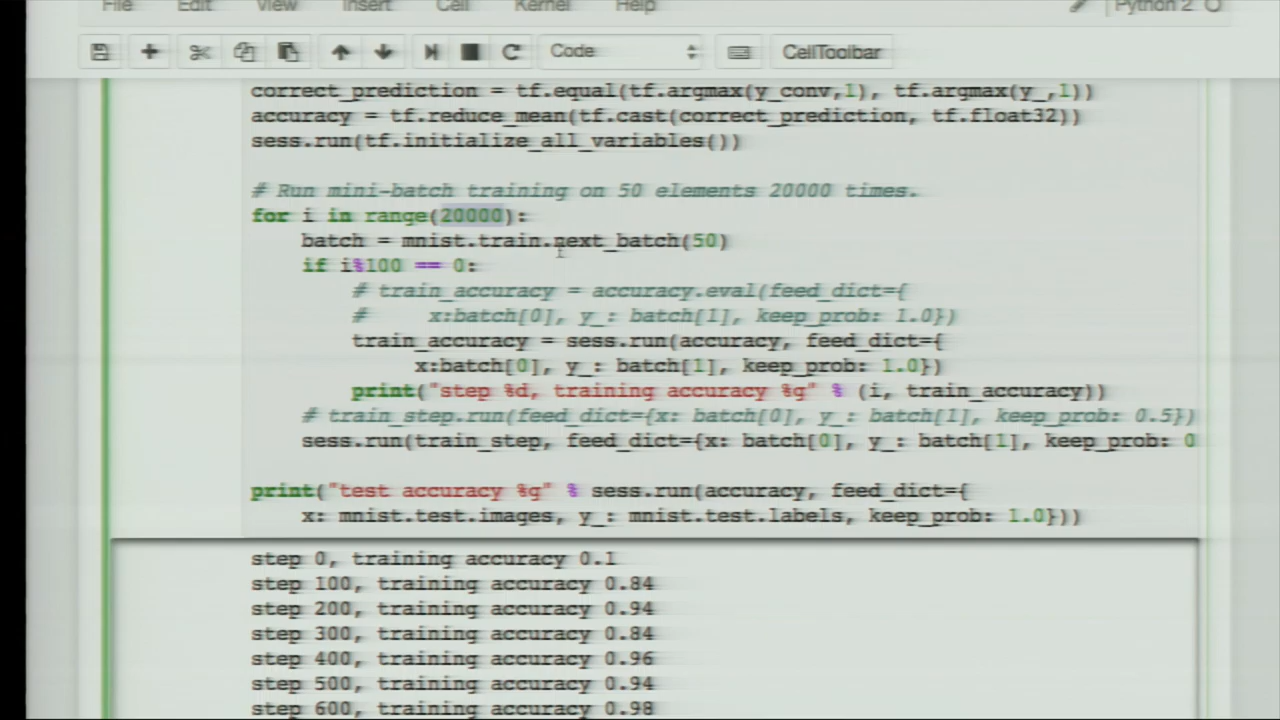 File Edit View Insert Cell Kernel Help Python 2
Code CellToolbar
correct_prediction = tf.equal(tf.argmax(y_conv,1), tf.argmax(y_,1))
accuracy = tf.reduce_mean(tf.cast(correct_prediction, tf.float32))
sess.run(tf.initialize_all_variables())
# Run mini-batch training on 50 elements 20000 times.
for i in range(20000):
batch = mnist.train.next_batch(50)
if i%100 == 0:
# train_accuracy = accuracy.eval(feed_dict={
# x:batch[0], y_: batch[1], keep_prob: 1.0})
train_accuracy = sess.run(accuracy, feed_dict={
x:batch[0], y_: batch[1], keep_prob: 1.0})
print("step %d, training accuracy %g" % (i, train_accuracy))
# train_step.run(feed_dict={x: batch[0], y_: batch[1], keep_prob: 0.5})
sess.run(train_step, feed_dict={x: batch[0], y_: batch[1], keep_prob: 0
print("test accuracy %g" % sess.run(accuracy, feed_dict={
x: mnist.test.images, y_: mnist.test.labels, keep_prob: 1.0}))
step 0, training accuracy 0.1
step 100, training accuracy 0.84
step 200, training accuracy 0.94
step 300, training accuracy 0.84
step 400, training accuracy 0.96
step 500, training accuracy 0.94
step 600, training accuracy 0.98